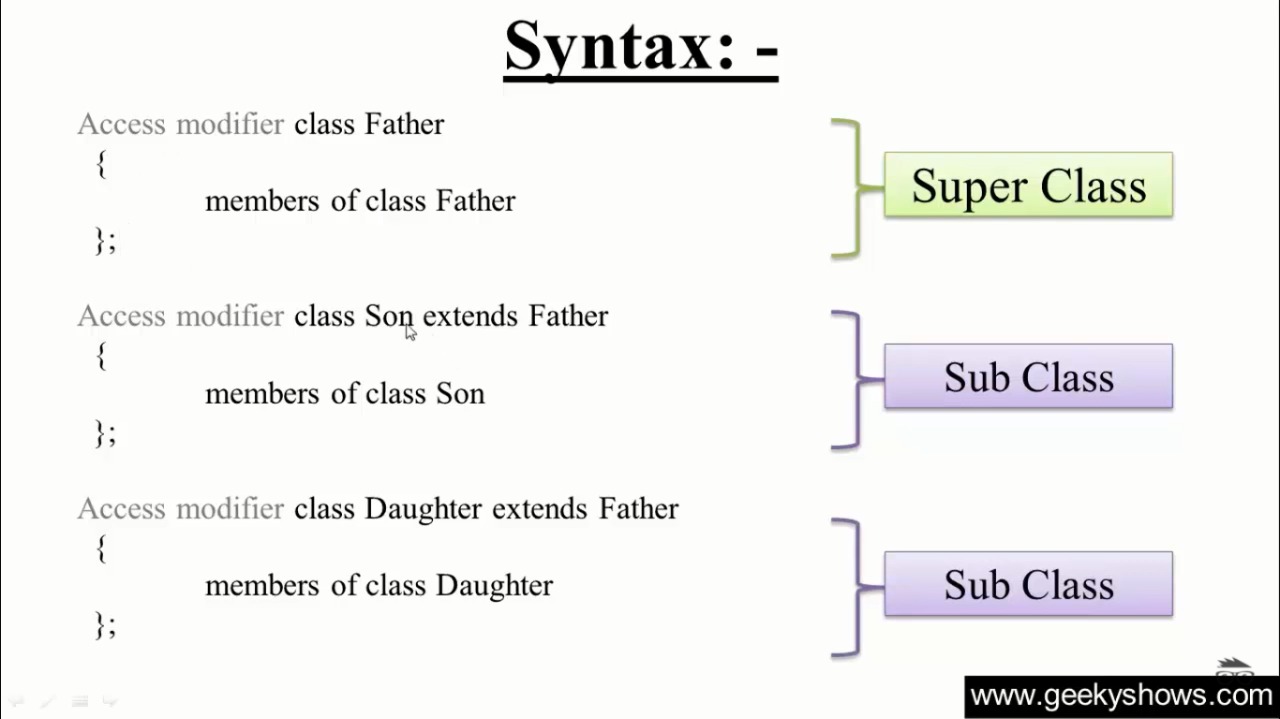 Syntax: -
Access modifier class Father
{
members of class Father
};
Super Class
Access modifier class Son extends Father
{
members of class Son
};
Sub Class
Access modifier class Daughter extends Father
{
members of class Daughter
};
Sub Class
www.geekyshows.com